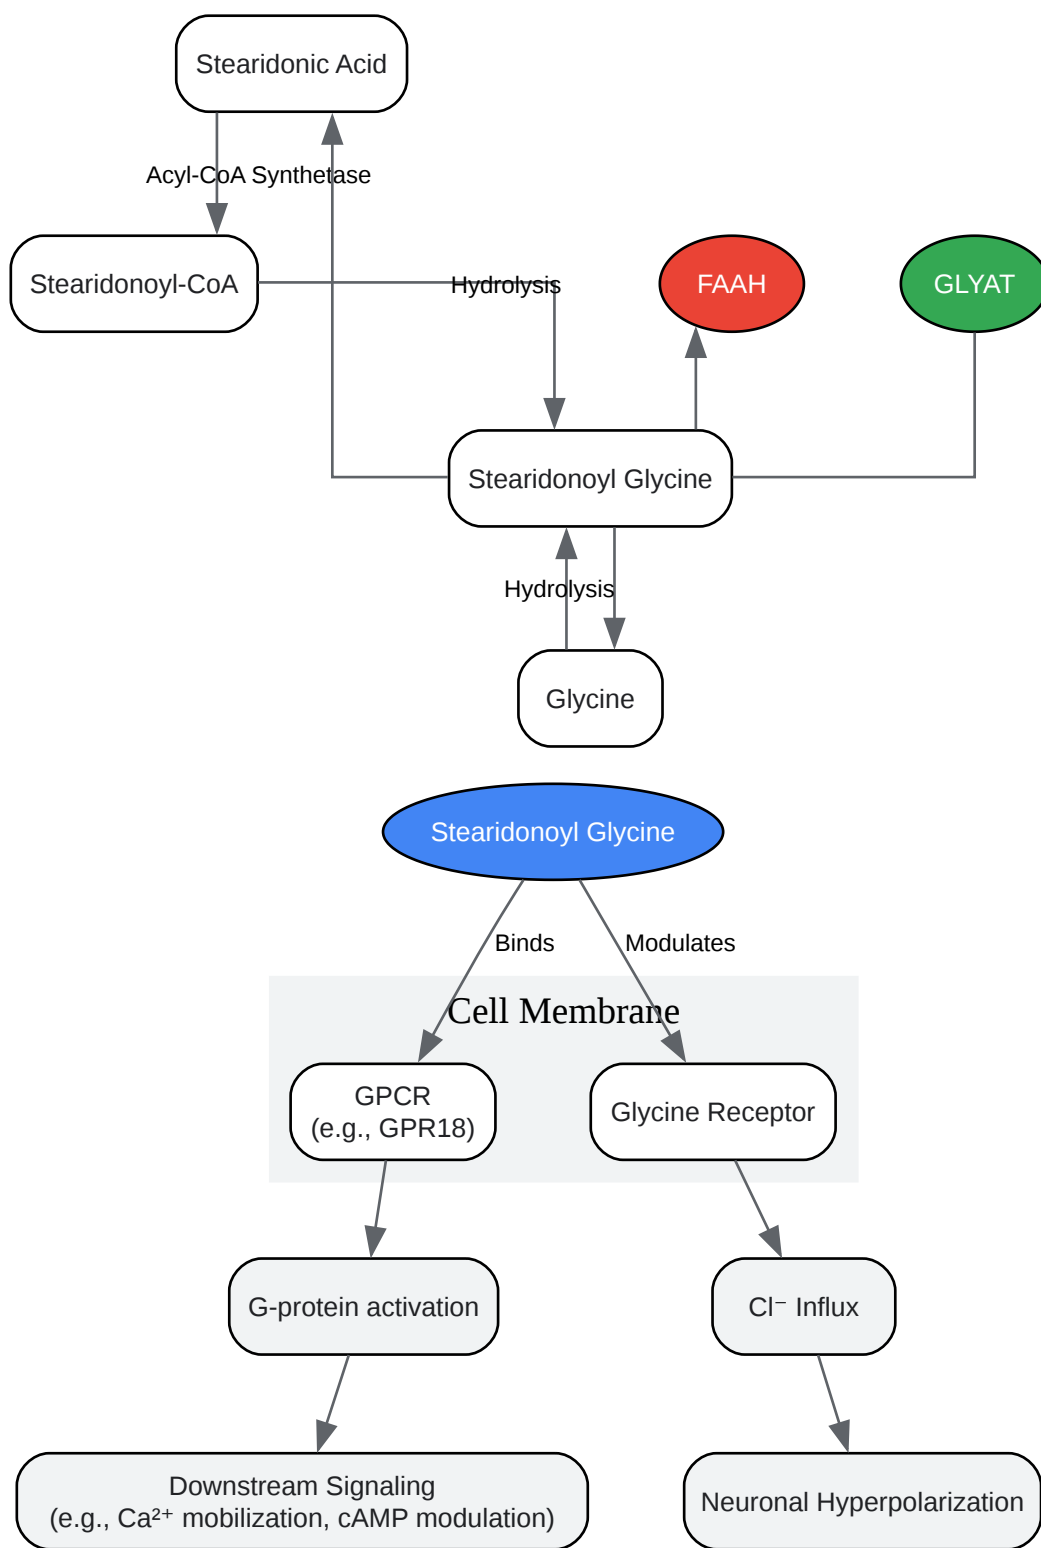 Stearidonic Acid
Acyl-CoA Synthetase
Stearidonoyl-CoA
Hydrolysis
FAAH
GLYAT
Stearidonoyl Glycine
Hydrolysis
Glycine
Stearidonoyl Glycine
Binds
Modulates
Cell Membrane
GPCR
(e.g., GPR18)
Glycine Receptor
G-protein activation
Cl⁻ Influx
Downstream Signaling
(e.g., Ca²⁺ mobilization, cAMP modulation)
Neuronal Hyperpolarization